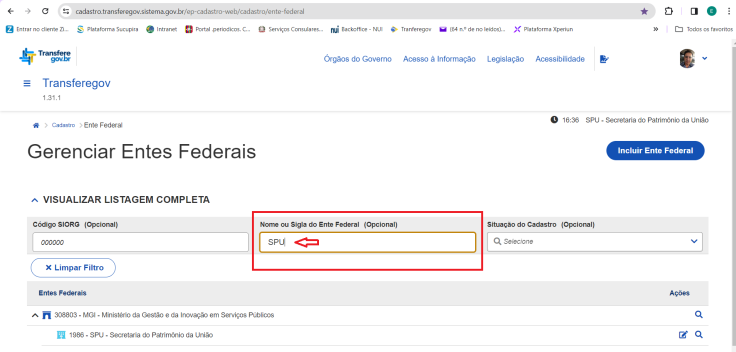 cadastro.transferegov.sistema.gov.br/ep-cadastro-web/cadastro/ente-federal
Entrar no cliente Zi... Plataforma Sucupira Intranet Portal .periodicos. C... Serviços Consulares... nui Backoffice - NUI Tranferegov (64 n.º de no leídos)... Plataforma Xperiun » Todos os favoritos
Transfere
gov.br
Órgãos do Governo Acesso à Informação Legislação Acessibilidade
Transferegov
1.31.1
Cadastro > Ente Federal
16:36 SPU - Secretaria do Patrimônio da União
Gerenciar Entes Federais
Incluir Ente Federal
VISUALIZAR LISTAGEM COMPLETA
Código SIORG (Opcional) Nome ou Sigla do Ente Federal (Opcional) Situação do Cadastro (Opcional)
000000 SPU Selecione
× Limpar Filtro
Entes Federais Ações
308803 - MGI - Ministério da Gestão e da Inovação em Serviços Públicos
1986 - SPU - Secretaria do Patrimônio da União